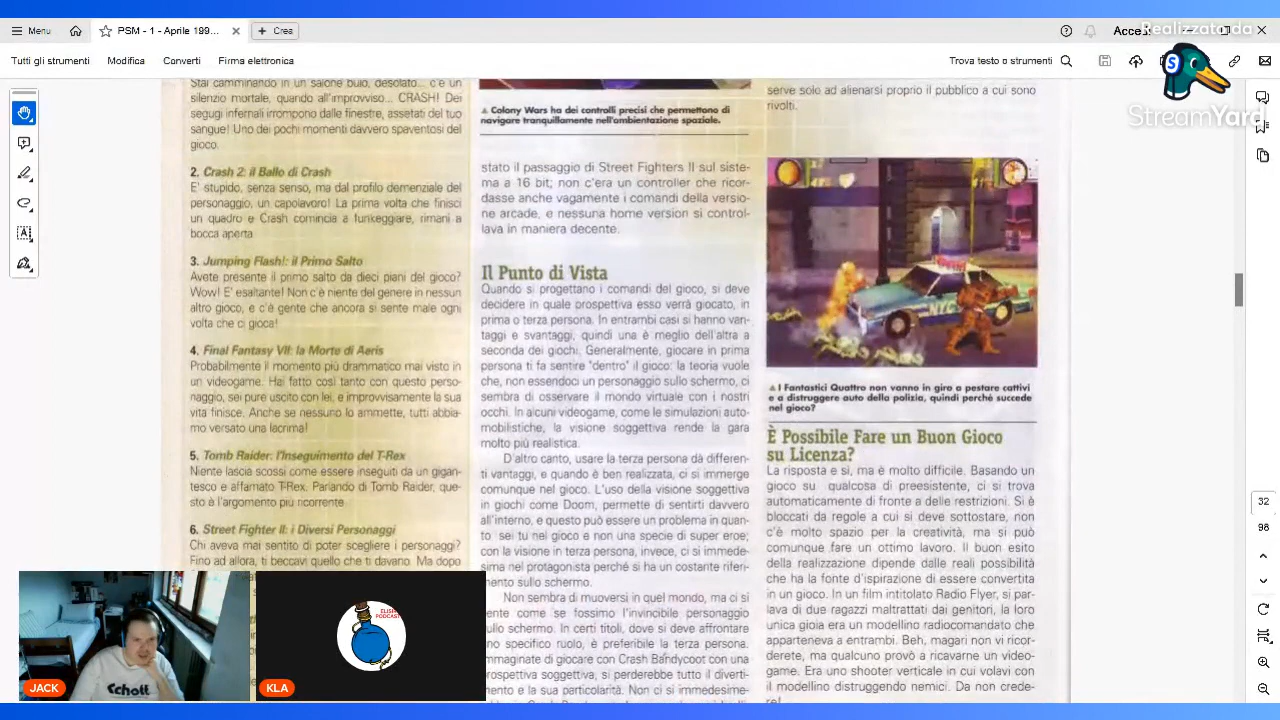 Menu
PSM - 1 - Aprile 199...
Crea
Realizzato da
Tutti gli strumenti
Modifica
Converti
Firma elettronica
Trova testo o strumenti
StreamYard
Stai camminando in un salone buio, desolato... c'è un
silenzio mortale, quando all'improvviso... CRASH! Dei
segugi infernali irrompono dalle finestre, assetati del tuo
sangue! Uno dei pochi momenti davvero spaventosi del
gioco.
2. Crash 2: il Ballo di Crash
E' stupido, senza senso, ma dal profilo demenziale del
personaggio, un capolavoro! La prima volta che finisci
un quadro e Crash comincia a funkeggiare, rimani a
bocca aperta
3. Jumping Flash!: il Primo Salto
Avete presente il primo salto da dieci piani del gioco?
Wow! E' esaltante! Non c'è niente del genere in nessun
altro gioco, e c'è gente che ancora si sente male ogni
volta che ci gioca!
4. Final Fantasy VII: la Morte di Aeris
Probabilmente il momento più drammatico mai visto in
un videogame. Hai fatto così tanto con questo perso-
naggio, sei pure uscito con lei, e improvvisamente la sua
vita finisce. Anche se nessuno lo ammette, tutti abbia-
mo versato una lacrima!
5. Tomb Raider: l'Inseguimento del T-Rex
Niente lascia scossi come essere inseguiti da un gigan-
tesco e affamato T-Rex. Parlando di Tomb Raider, que-
sto è l'argomento più ricorrente.
6. Street Fighter II: i Diversi Personaggi
Chi aveva mai sentito di poter scegliere i personaggi?
Fino ad allora, ti beccavi quello che ti davano. Ma dopo
Colony Wars ha dei controlli precisi che permettono di
navigare tranquillamente nell'ambientazione spaziale.
stato il passaggio di Street Fighters II sul siste-
ma a 16 bit; non c'era un controller che ricor-
dasse anche vagamente i comandi della versio-
ne arcade, e nessuna home version si control-
lava in maniera decente.
Il Punto di Vista
Quando si progettano i comandi del gioco, si deve
decidere in quale prospettiva esso verrà giocato, in
prima o terza persona. In entrambi casi si hanno van-
taggi e svantaggi, quindi una è meglio dell'altra a
seconda dei giochi. Generalmente, giocare in prima
persona ti fa sentire "dentro" il gioco: la teoria vuole
che, non essendoci un personaggio sullo schermo, ci
sembra di osservare il mondo virtuale con i nostri
occhi. In alcuni videogame, come le simulazioni auto-
mobilistiche, la visione soggettiva rende la gara
molto più realistica.
D'altro canto, usare la terza persona dà differen-
ti vantaggi, e quando è ben realizzata, ci si immerge
comunque nel gioco. L'uso della visione soggettiva
in giochi come Doom, permette di sentirti davvero
all'interno, e questo può essere un problema in quan-
to sei tu nel gioco e non una specie di super eroe;
con la visione in terza persona, invece, ci si immede-
sima nel protagonista perché si ha un costante riferi-
mento sullo schermo.
Non sembra di muoversi in quel mondo, ma ci si
sente come se fossimo l'invincibile personaggio
sullo schermo. In certi titoli, dove si deve affrontare
uno specifico ruolo, è preferibile la terza persona.
Immaginate di giocare con Crash Bandycoot con una
prospettiva soggettiva, si perderebbe tutto il diverti-
mento e la sua particolarità. Non ci si immedesime-
serve solo ad alienarsi proprio il pubblico a cui sono
rivolti.
NYC
I Fantastici Quattro non vanno in giro a pestare cattivi
e a distruggere auto della polizia, quindi perché succede
nel gioco?
È Possibile Fare un Buon Gioco
su Licenza?
La risposta e si, ma è molto difficile. Basando un
gioco su qualcosa di preesistente, ci si trova
automaticamente di fronte a delle restrizioni. Si è
bloccati da regole a cui si deve sottostare, non
c'è molto spazio per la creatività, ma si può
comunque fare un ottimo lavoro. Il buon esito
della realizzazione dipende dalle reali possibilità
che ha la fonte d'ispirazione di essere convertita
in un gioco. In un film intitolato Radio Flyer, si par-
lava di due ragazzi maltrattati dai genitori, la loro
unica gioia era un modellino radiocomandato che
apparteneva a entrambi. Beh, magari non vi ricor-
derete, ma qualcuno provò a ricavarne un video-
game. Era uno shooter verticale in cui volavi con
il modellino distruggendo nemici. Da non crede-
re!
32
98
Schott
JACK
PODCAST
KLA